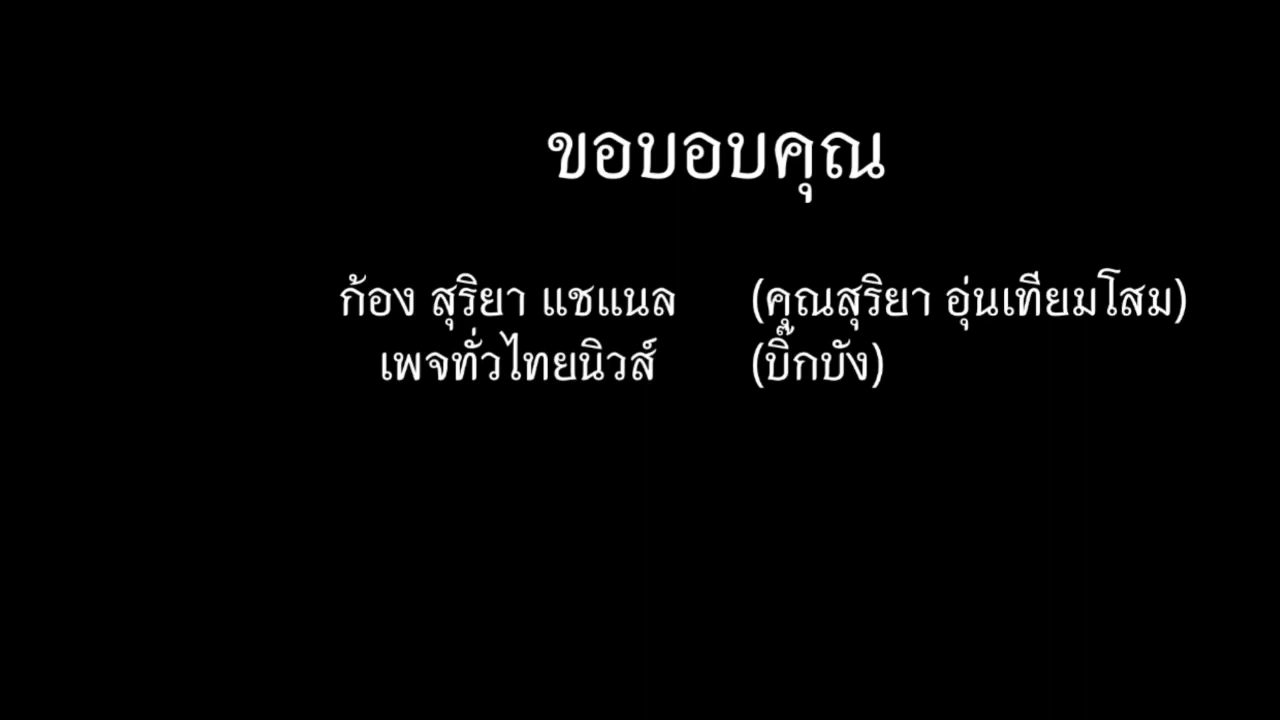 ขอบอบคุณ
ก้อง สุริยา แชแนล (คุณสุริยา อุ่นเทียมโสม)
เพจทั่วไทยนิวส์ (บิ๊กบัง)